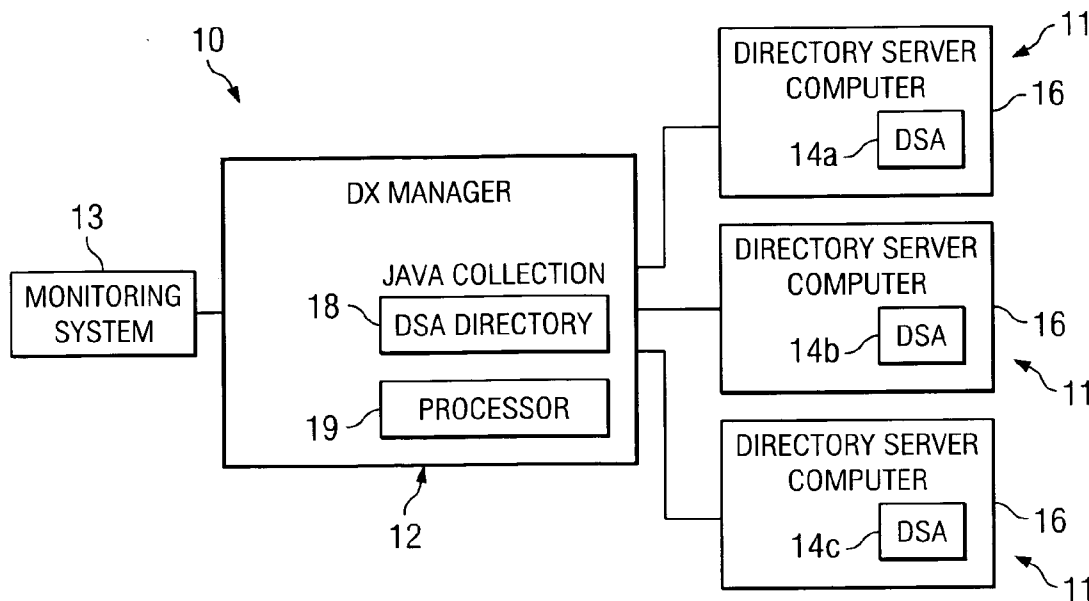 10
DX MANAGER
13
MONITORING
SYSTEM
JAVA COLLECTION
18
DSA DIRECTORY
19
PROCESSOR
12
11
DIRECTORY SERVER
COMPUTER
16
14a
DSA
DIRECTORY SERVER
COMPUTER
16
14b
DSA
11
DIRECTORY SERVER
COMPUTER
16
14c
DSA
11